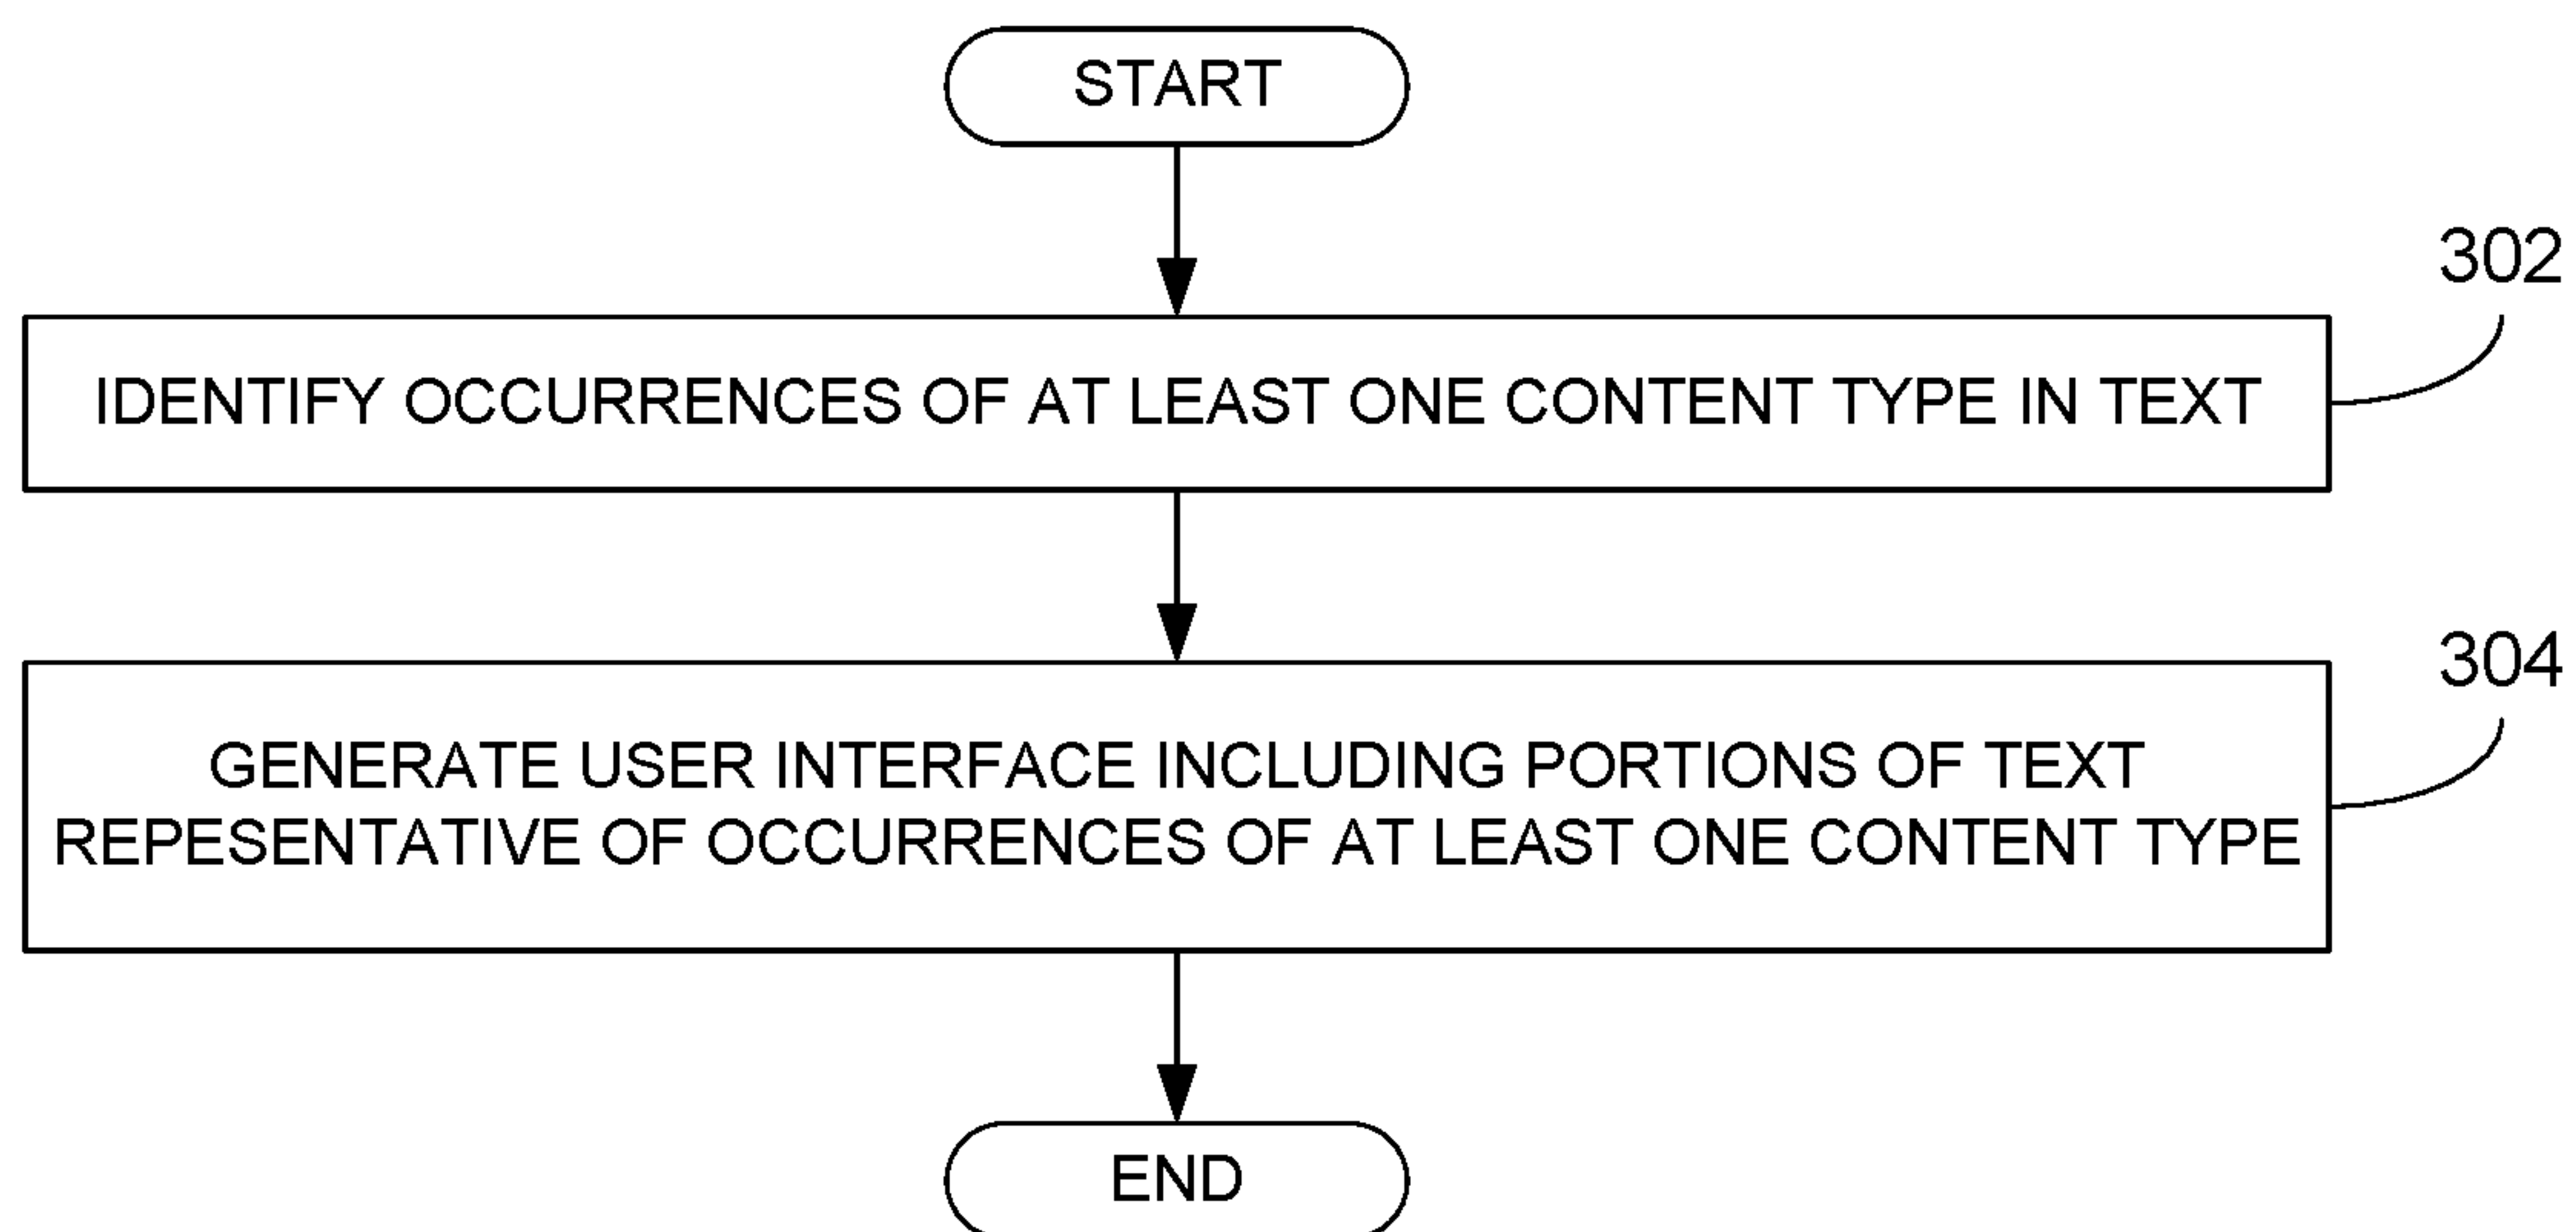 START
302
IDENTIFY OCCURRENCES OF AT LEAST ONE CONTENT TYPE IN TEXT
304
GENERATE USER INTERFACE INCLUDING PORTIONS OF TEXT
REPESENTATIVE OF OCCURRENCES OF AT LEAST ONE CONTENT TYPE
END